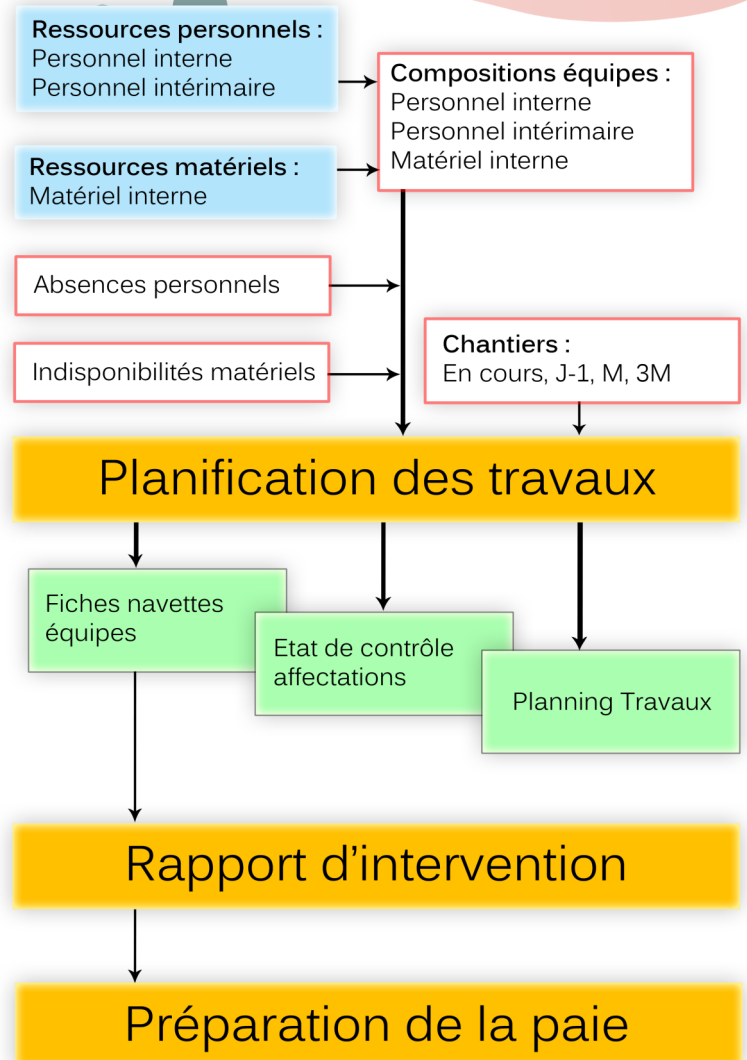 Ressources personnels :
Personnel interne
Personnel intérimaire
Compositions équipes :
Personnel interne
Personnel intérimaire
Matériel interne
Ressources matériels :
Matériel interne
Absences personnels
Indisponibilités matériels
Chantiers :
En cours, J-1, M, 3M
Planification des travaux
Fiches navettes
équipes
Etat de contrôle
affectations
Planning Travaux
Rapport d’intervention
Préparation de la paie